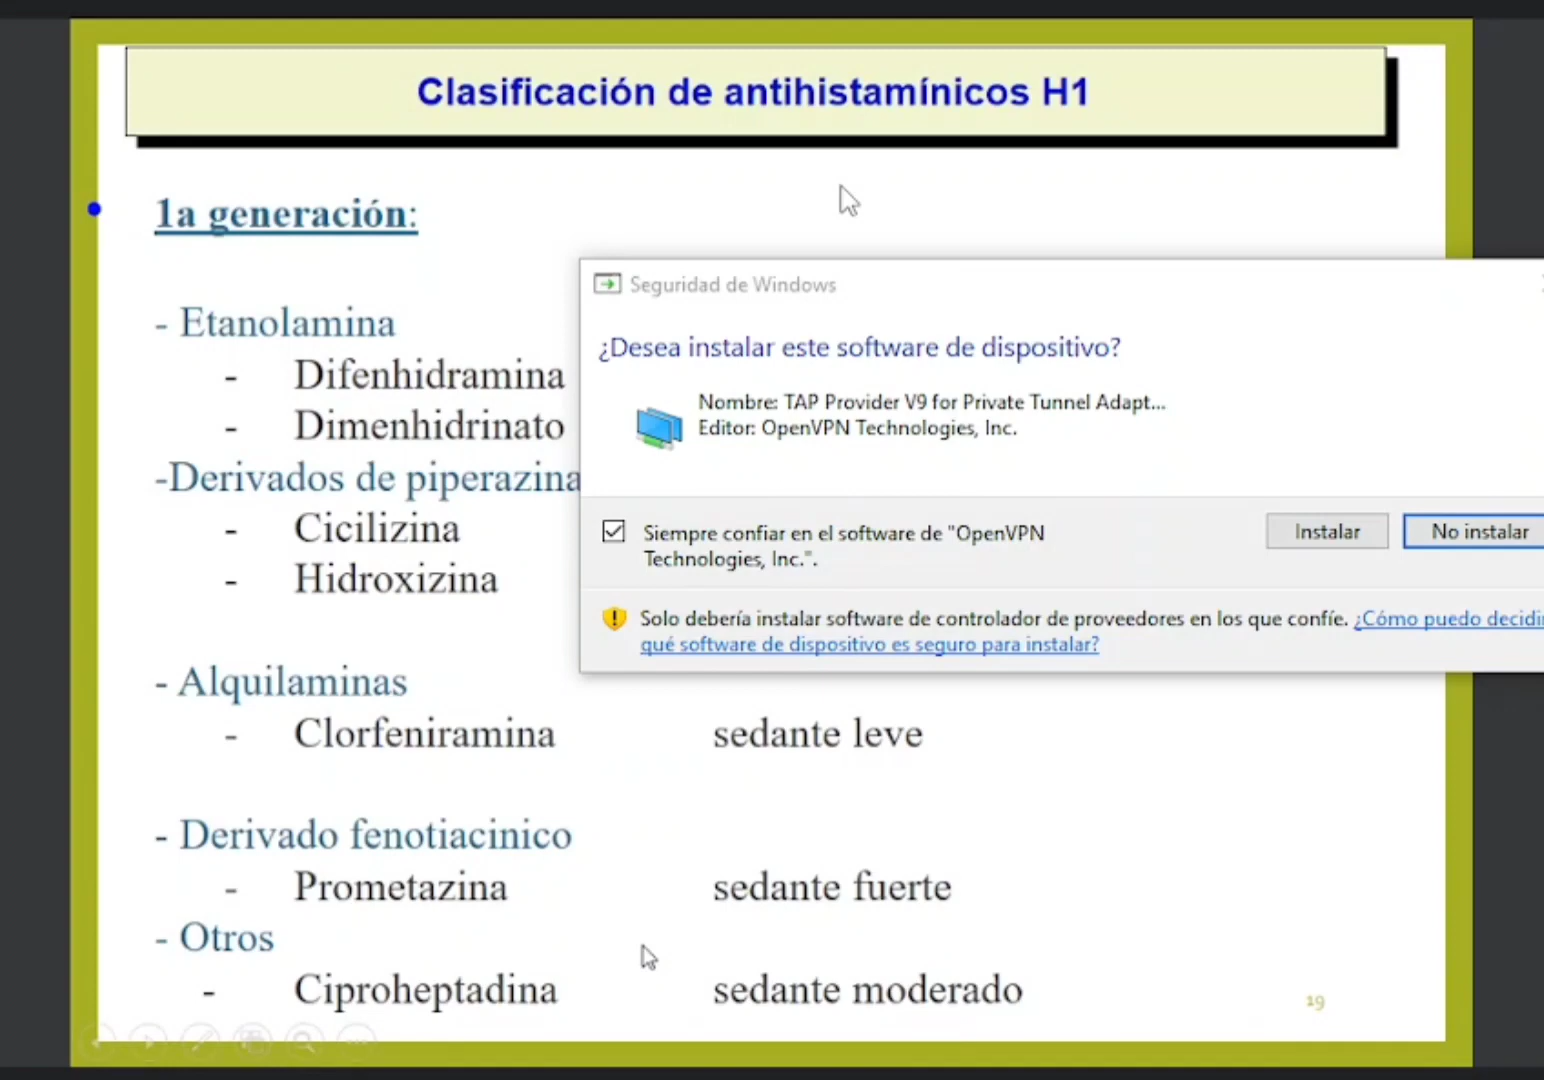 Clasificación de antihistamínicos H1
1a generación:
- Etanolamina
- Difenhidramina
- Dimenhidrinato
-Derivados de piperazina
- Cicilizina
- Hidroxizina
Seguridad de Windows
¿Desea instalar este software de dispositivo?
Nombre: TAP Provider V9 for Private Tunnel Adapt...
Editor: OpenVPN Technologies, Inc.
Siempre confiar en el software de "OpenVPN
Technologies, Inc.".
Instalar
No instalar
Solo debería instalar software de controlador de proveedores en los que confíe. ¿Cómo puedo decidi
qué software de dispositivo es seguro para instalar?
- Alquilaminas
- Clorfeniramina sedante leve
- Derivado fenotiacinico
- Prometazina sedante fuerte
- Otros
- Ciproheptadina sedante moderado
19